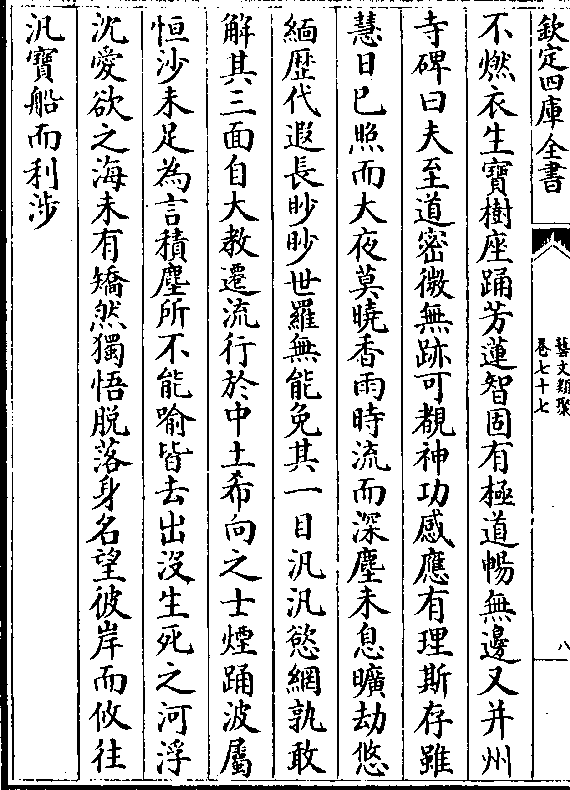 欽定四庫全書
藝文類聚
卷七十七
八
不燃衣生寶樹座踊芳蓮智固有極道暢無邊又并州
寺碑曰夫至道密微無跡可覩神功感應有理斯存雖
慧日已照而大夜莫曉香雨時流而深塵未息曠劫悠
緬歴代遐長眇眇世羅無能免其一目汎汎慾網孰敢
解其三面自大教遷流行於中土希向之士煙踊波屬
恒沙未足為言積塵所不能喻皆去出沒生死之河浮
沈愛欲之海未有矯然獨悟脱落身名望彼岸而攸往
汎寶船而利涉